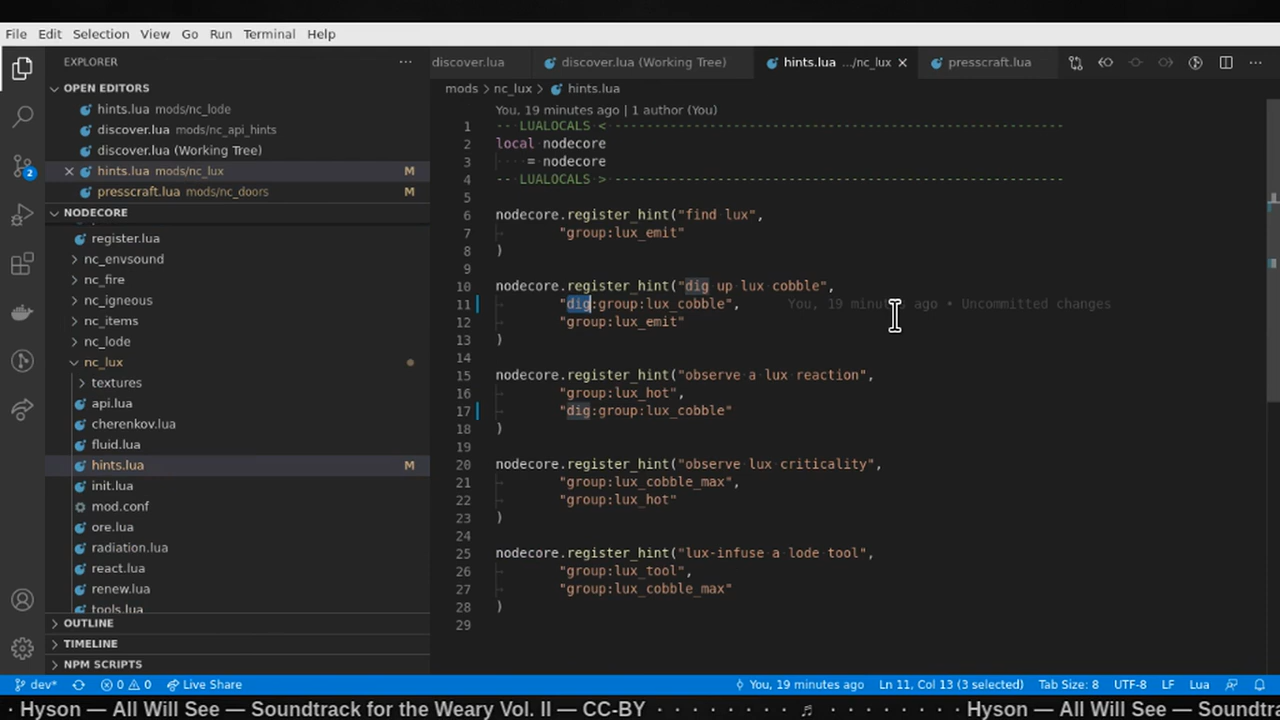 File Edit Selection View Go Run Terminal Help
EXPLORER ···
OPEN EDITORS
hints.lua mods/nc_lode
discover.lua mods/nc_api_hints
discover.lua (Working Tree)
hints.lua mods/nc_lux M
presscraft.lua mods/nc_doors M
NODECORE
register.lua
nc_envsound
nc_fire
nc_igneous
nc_items
nc_lode
nc_lux
textures
api.lua
cherenkov.lua
fluid.lua
hints.lua M
init.lua
mod.conf
ore.lua
radiation.lua
react.lua
renew.lua
tools.lua
OUTLINE
TIMELINE
NPM SCRIPTS
2
discover.lua discover.lua (Working Tree) hints.lua .../nc_lux presscraft.lua
mods > nc_lux > hints.lua
You, 19 minutes ago | 1 author (You)
1 -- LUALOCALS < ---------------------------------------------------------
2 local nodecore
3 = nodecore
4 -- LUALOCALS > ---------------------------------------------------------
5
6 nodecore.register_hint("find lux",
7 "group:lux_emit"
8 )
9
10 nodecore.register_hint("dig up lux cobble",
11 "dig:group:lux_cobble", You, 19 minutes ago • Uncommitted changes
12 "group:lux_emit"
13 )
14
15 nodecore.register_hint("observe a lux reaction",
16 "group:lux_hot",
17 "dig:group:lux_cobble"
18 )
19
20 nodecore.register_hint("observe lux criticality",
21 "group:lux_cobble_max",
22 "group:lux_hot"
23 )
24
25 nodecore.register_hint("lux-infuse a lode tool",
26 "group:lux_tool",
27 "group:lux_cobble_max"
28 )
29
dev* 0 0 Live Share You, 19 minutes ago Ln 11, Col 13 (3 selected) Tab Size: 8 UTF-8 LF Lua
· Hyson — All Will See — Soundtrack for the Weary Vol. II — CC-BY · · · · · · · ♬ · · · · · · · · Hyson — All Will See — Soundtra